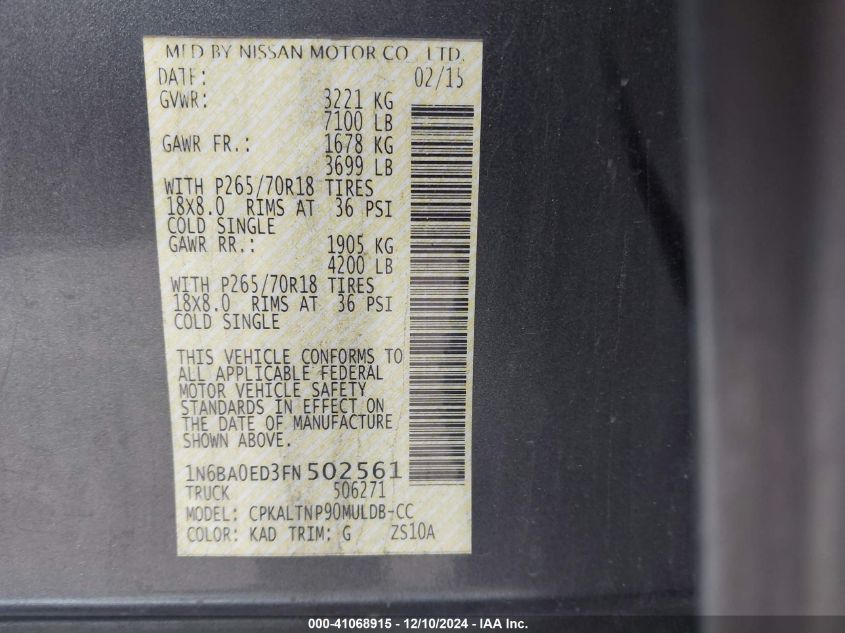 MFD BY NISSAN MOTOR CO., LTD.
DATE: 02/15
GVWR: 3221 KG
7100 LB
GAWR FR.: 1678 KG
3699 LB
WITH P265/70R18 TIRES
18X8.0 RIMS AT 36 PSI
COLD SINGLE
GAWR RR.: 1905 KG
4200 LB
WITH P265/70R18 TIRES
18X8.0 RIMS AT 36 PSI
COLD SINGLE
THIS VEHICLE CONFORMS TO
ALL APPLICABLE FEDERAL
MOTOR VEHICLE SAFETY
STANDARDS IN EFFECT ON
THE DATE OF MANUFACTURE
SHOWN ABOVE.
1N6BA0ED3FN502561
TRUCK 506271
MODEL: CPKALTNP90MULDB-CC
COLOR: KAD TRIM: G ZS10A
000-41068915 - 12/10/2024 - IAA Inc.